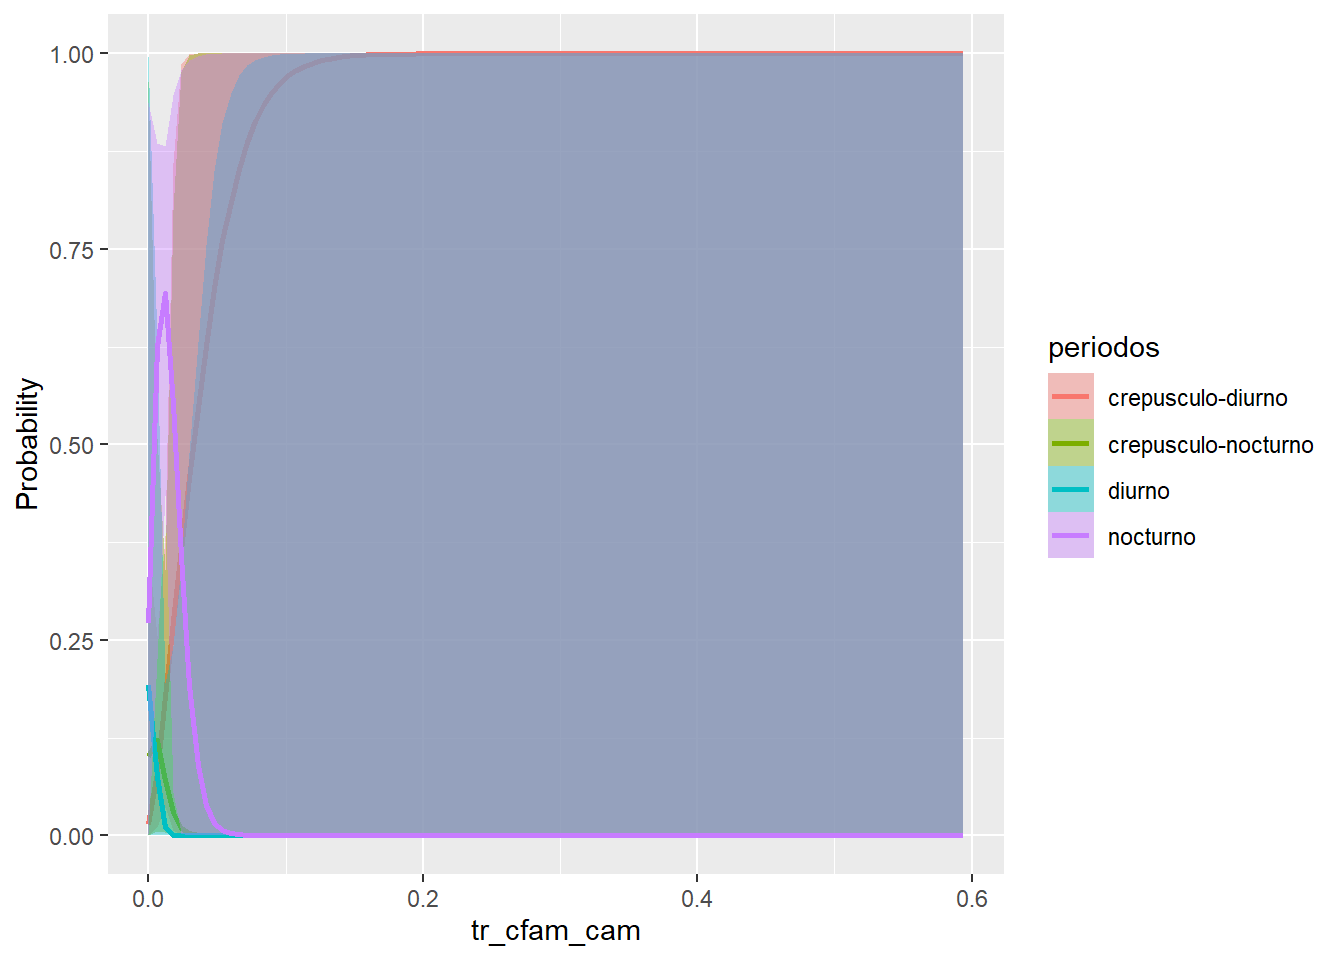 1.00
0.75
0.50
0.25
0.00
Probability
0.0
0.2
0.4
0.6
tr_cfam_cam
periodos
crepusculo-diurno
crepusculo-nocturno
diurno
nocturno